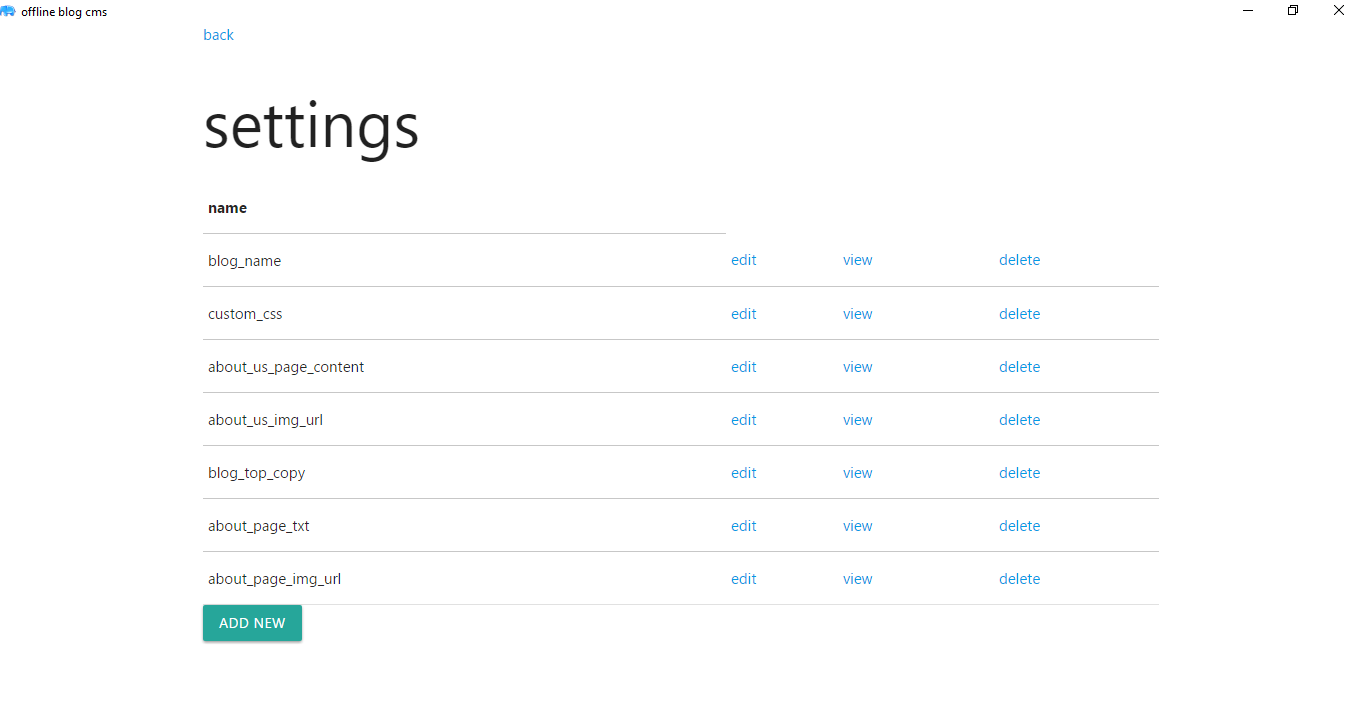 offline blog cms
back
settings
name
blog_name edit view delete
custom_css edit view delete
about_us_page_content edit view delete
about_us_img_url edit view delete
blog_top_copy edit view delete
about_page_txt edit view delete
about_page_img_url edit view delete
ADD NEW